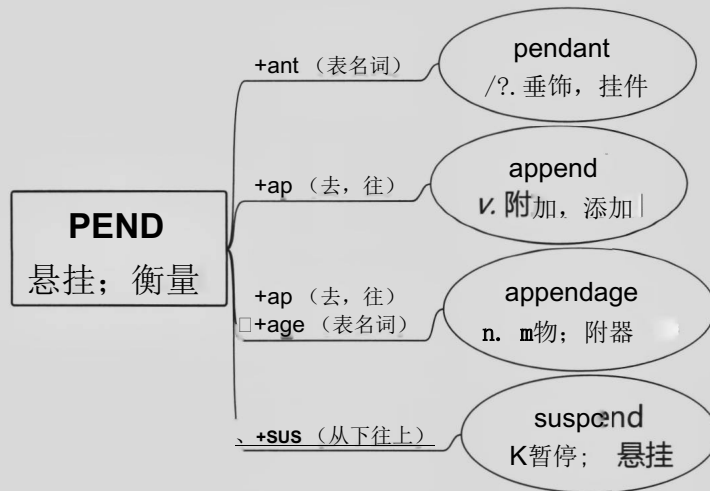 PEND
悬挂；衡量
+ant（表名词）
pendant
/?.垂饰，挂件
+ap（去，往）
append
v.附加，添加
+ap（去，往）
□+age（表名词）
appendage
n. m物；附器
、+sus（从下往上）
suspend
K暂停； 悬挂